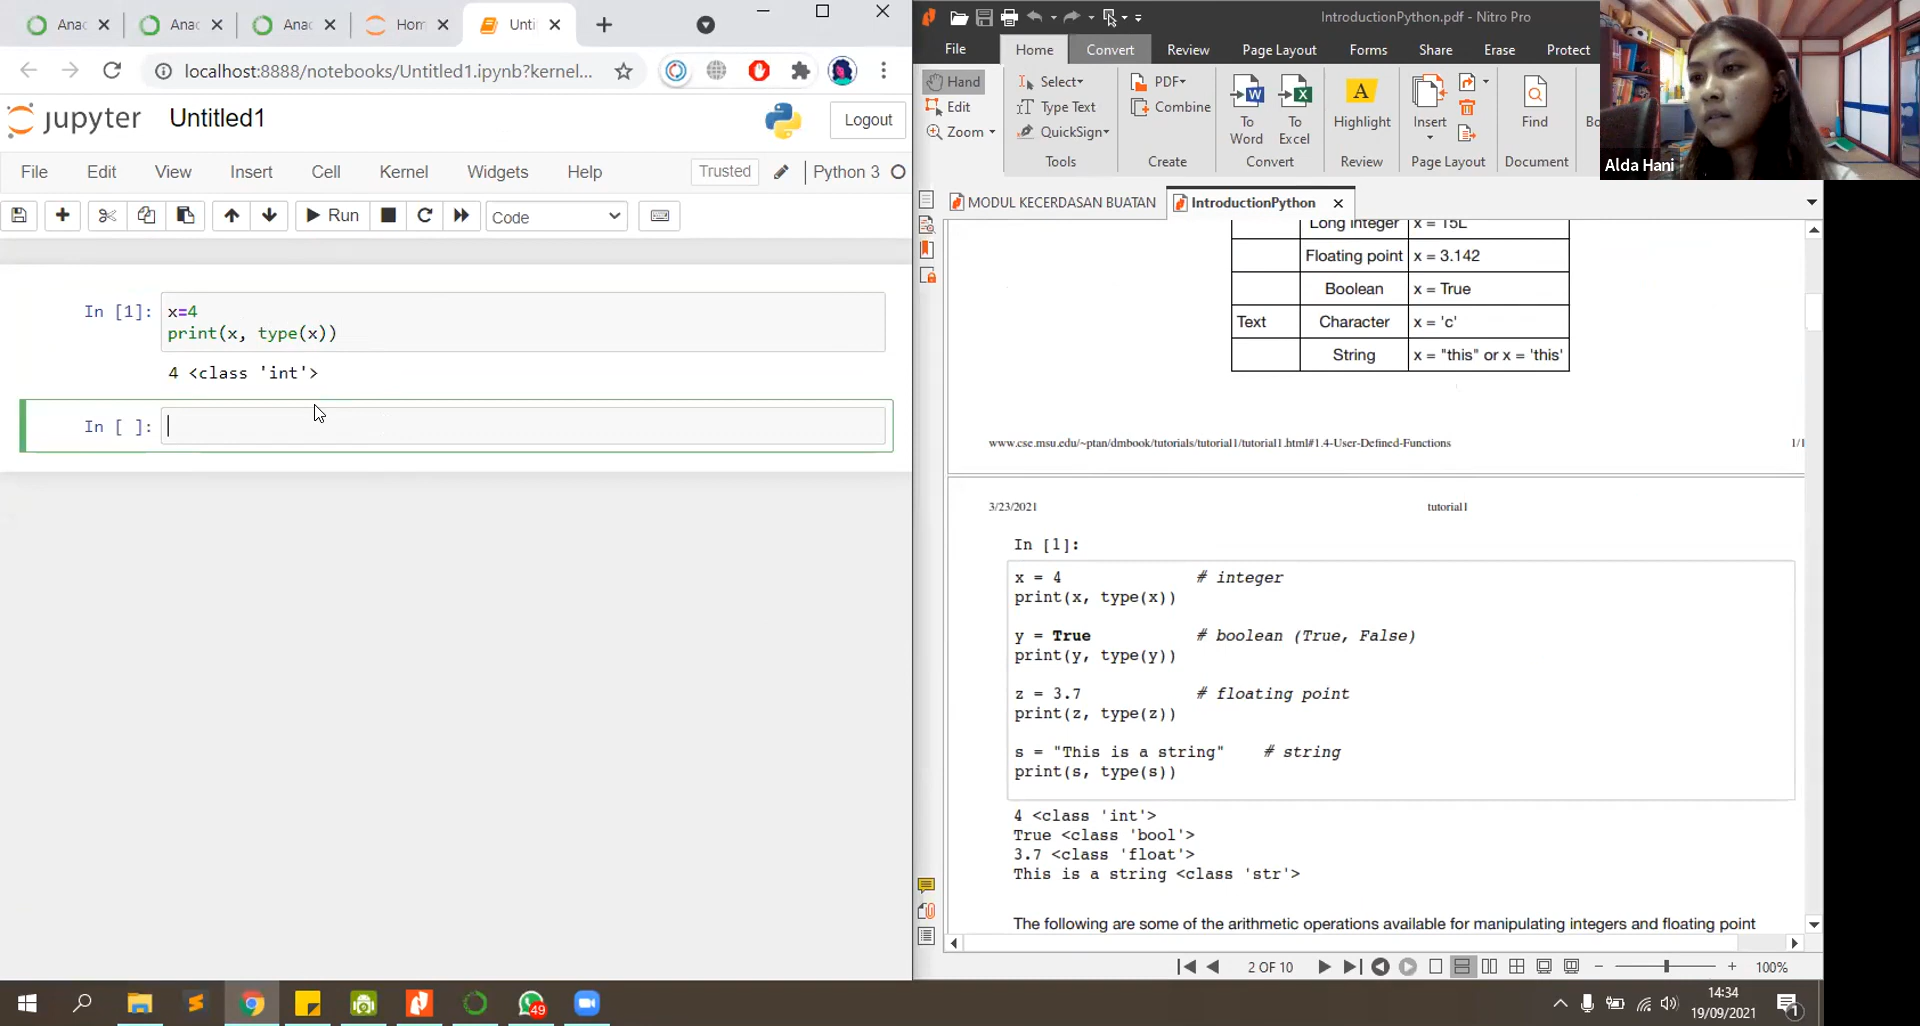 Anac
Anac
Anac
Hom
Unti
localhost:8888/notebooks/Untitled1.ipynb?kernel...
jupyter
Untitled1
Logout
File
Edit
View
Insert
Cell
Kernel
Widgets
Help
Trusted
Python 3
Run
Code
In [1]:
x=4
print(x, type(x))
4 <class 'int'>
In [ ]:
IntroductionPython.pdf - Nitro Pro
File
Home
Convert
Review
Page Layout
Forms
Share
Erase
Protect
Hand
Edit
Zoom
Select
Type Text
QuickSign
Tools
PDF
Combine
Create
To Word
To Excel
Convert
Highlight
Review
Insert
Page Layout
Find
Document
Alda Hani
MODUL KECERDASAN BUATAN
IntroductionPython
Long integer x = 15L
Floating point x = 3.142
Boolean x = True
Text Character x = 'c'
String x = "this" or x = 'this'
www.cse.msu.edu/~ptan/dmbook/tutorials/tutorial1/tutorial1.html#1.4-User-Defined-Functions 1/1
3/23/2021 tutorial1
In [1]:
x = 4 # integer
print(x, type(x))
y = True # boolean (True, False)
print(y, type(y))
z = 3.7 # floating point
print(z, type(z))
s = "This is a string" # string
print(s, type(s))
4 <class 'int'>
True <class 'bool'>
3.7 <class 'float'>
This is a string <class 'str'>
The following are some of the arithmetic operations available for manipulating integers and floating point
2 OF 10
100%
49
14:34
19/09/2021
1